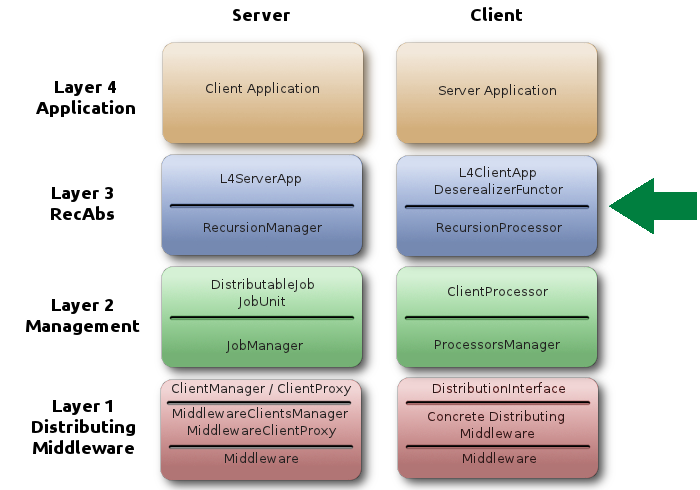 Server
Client
Layer 4
Application
Client Application
Server Application
Layer 3
RecAbs
L4ServerApp
RecursionManager
L4ClientApp
DeserealizerFunctor
RecursionProcessor
Layer 2
Management
DistributableJob
JobUnit
JobManager
ClientProcessor
ProcessorsManager
Layer 1
Distributing
Middleware
ClientManager / ClientProxy
MiddlewareClientsManager
MiddlewareClientProxy
Middleware
DistributionInterface
Concrete Distributing
Middleware
Middleware